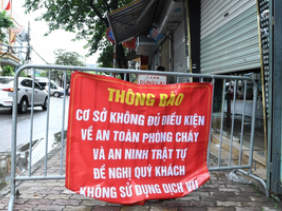 THÔNG BÁO
CƠ SỞ KHÔNG ĐỦ ĐIỀU KIỆN
VỀ AN TOÀN PHÒNG CHÁY
VÀ AN NINH TRẬT TỰ
ĐỀ NGHỊ QUÝ KHÁCH
KHÔNG SỬ DỤNG DỊCH VỤ